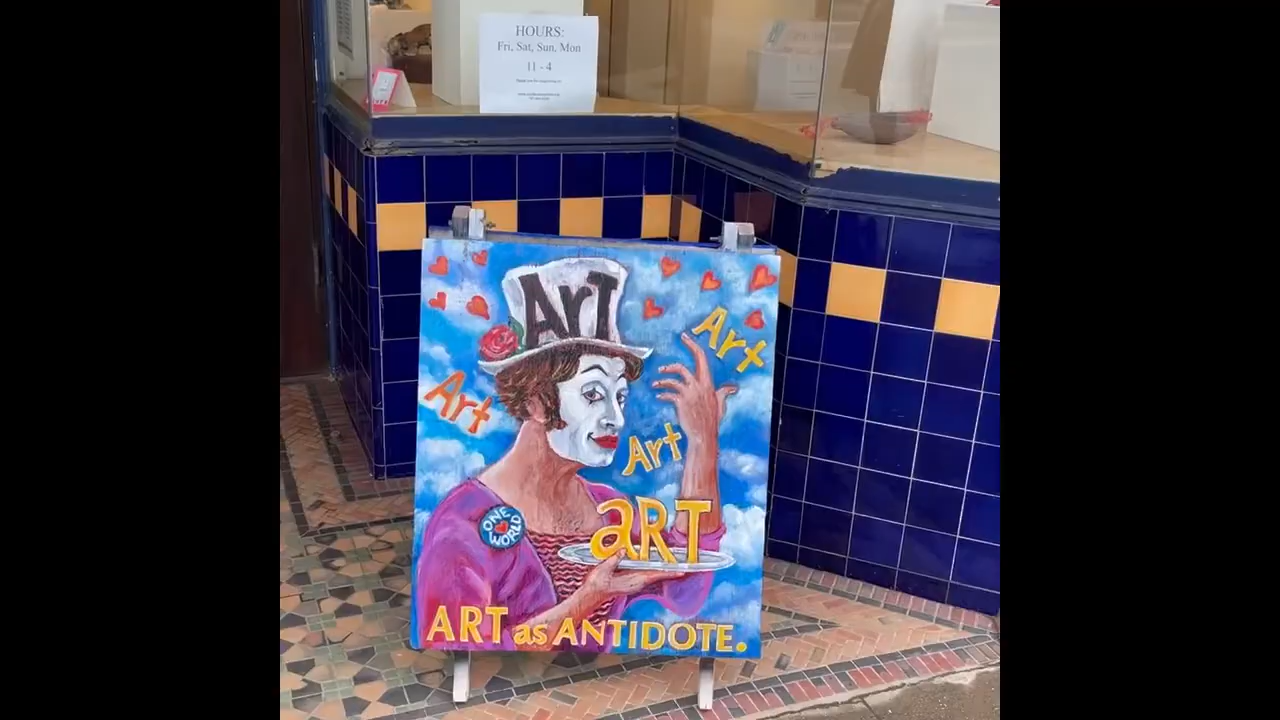 HOURS:
Fri, Sat, Sun, Mon
11 - 4
ArT
Art
Art
Art
aRT
ONE
WORLD
ART as ANTIDOTE.